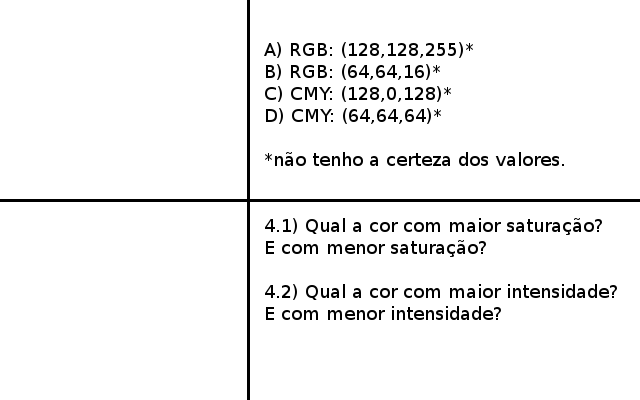 A) RGB: (128,128,255)*
B) RGB: (64,64,16)*
C) CMY: (128,0,128)*
D) CMY: (64,64,64)*
*não tenho a certeza dos valores.
4.1) Qual a cor com maior saturação?
E com menor saturação?
4.2) Qual a cor com maior intensidade?
E com menor intensidade?